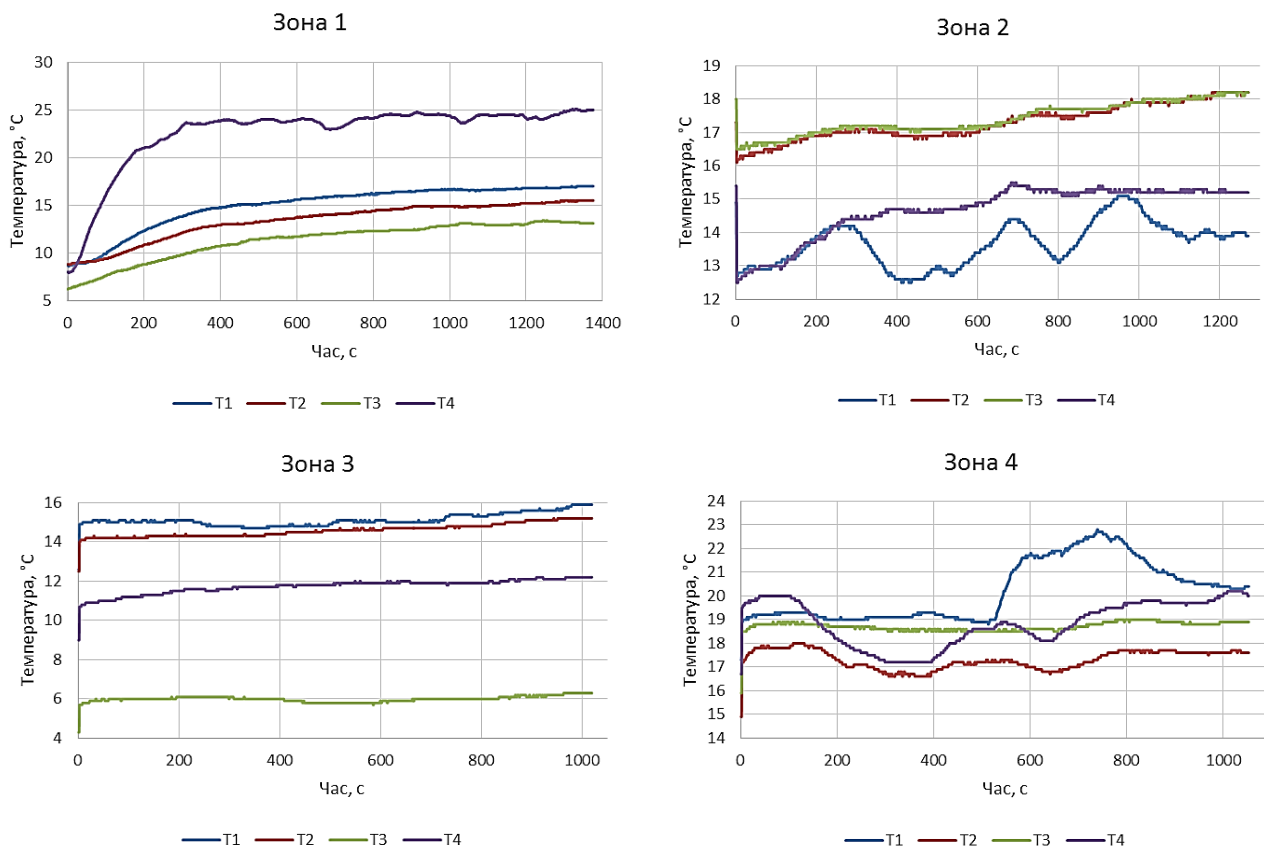 Зона 1
Температура, °С
30
25
20
15
10
5
0 200 400 600 800 1000 1200 1400
Час, с
T1 T2 T3 T4
Зона 2
Температура, °С
19
18
17
16
15
14
13
12
0 200 400 600 800 1000 1200
Час, с
T1 T2 T3 T4
Зона 3
Температура, °С
16
14
12
10
8
6
4
0 200 400 600 800 1000
Час, с
T1 T2 T3 T4
Зона 4
Температура, °С
24
23
22
21
20
19
18
17
16
15
14
0 200 400 600 800 1000
Час, с
T1 T2 T3 T4